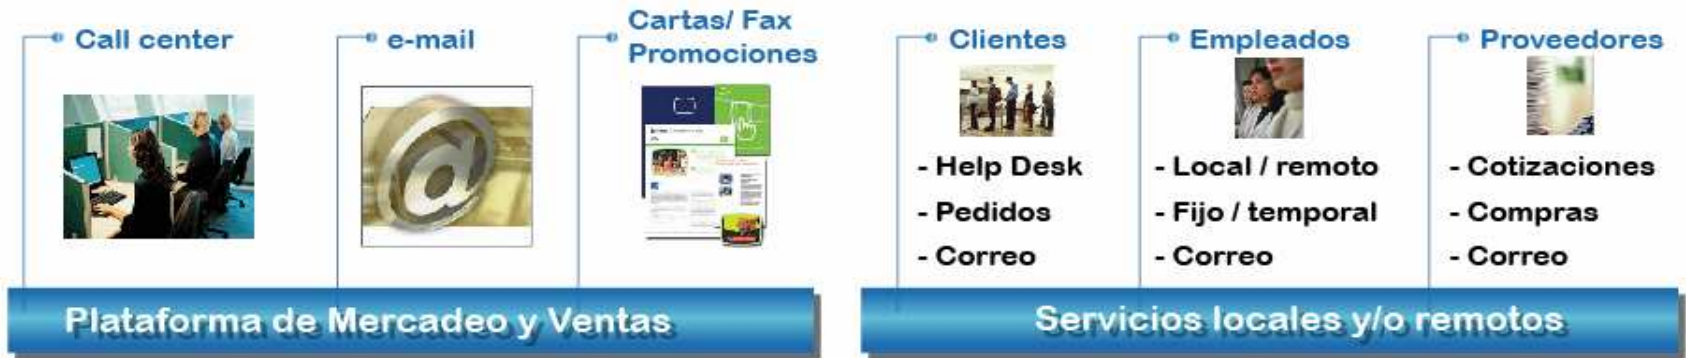 Call center
e-mail
Cartas/ Fax
Promociones
Plataforma de Mercadeo y Ventas
Clientes
- Help Desk
- Pedidos
- Correo
Empleados
- Local / remoto
- Fijo / temporal
- Correo
Proveedores
- Cotizaciones
- Compras
- Correo
Servicios locales y/o remotos